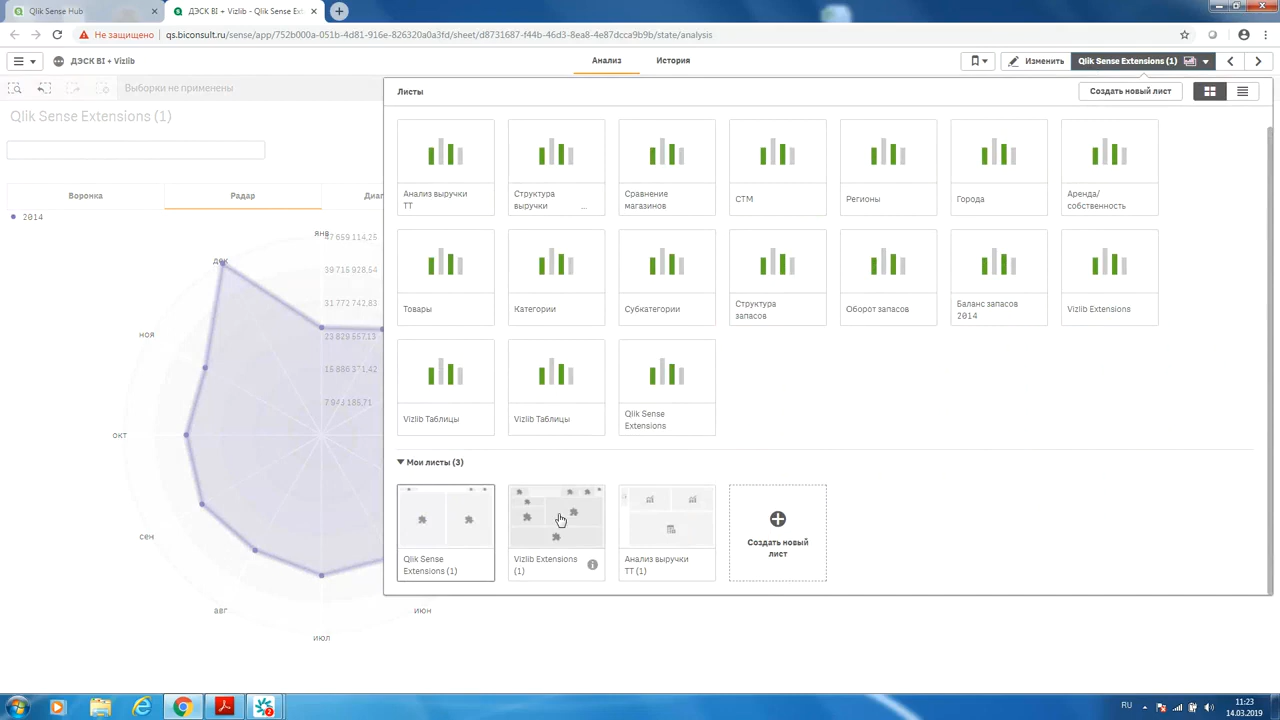 Qlik Sense Hub
ДЭСК BI + Vizlib - Qlik Sense Ext
Не защищено
qs.biconsult.ru/sense/app/752b000a-051b-4d81-916e-826320a0a3fd/sheet/d8731687-f44b-46d3-8ea8-4e87dcca9b9b/state/analysis
ДЭСК BI + Vizlib
Анализ
История
Изменить
Qlik Sense Extensions (1)
Выборки не применены
Листы
Создать новый лист
Qlik Sense Extensions (1)
Воронка
Радар
Диаг
2014
янв
47 659 114,25
дек
39 715 928,54
31 772 742,83
ноя
23 829 557,13
15 886 371,42
7 943 185,71
окт
сен
авг
июн
июл
Анализ выручки
ТТ
Структура
выручки ...
Сравнение
магазинов
СТМ
Регионы
Города
Аренда/
собственность
Товары
Категории
Субкатегории
Структура
запасов
Оборот запасов
Баланс запасов
2014
Vizlib Extensions
Vizlib Таблицы
Vizlib Таблицы
Qlik Sense
Extensions
Мои листы (3)
Qlik Sense
Extensions (1)
Vizlib Extensions
(1)
Анализ выручки
ТТ (1)
Создать новый
лист
RU
11:23
14.03.2019